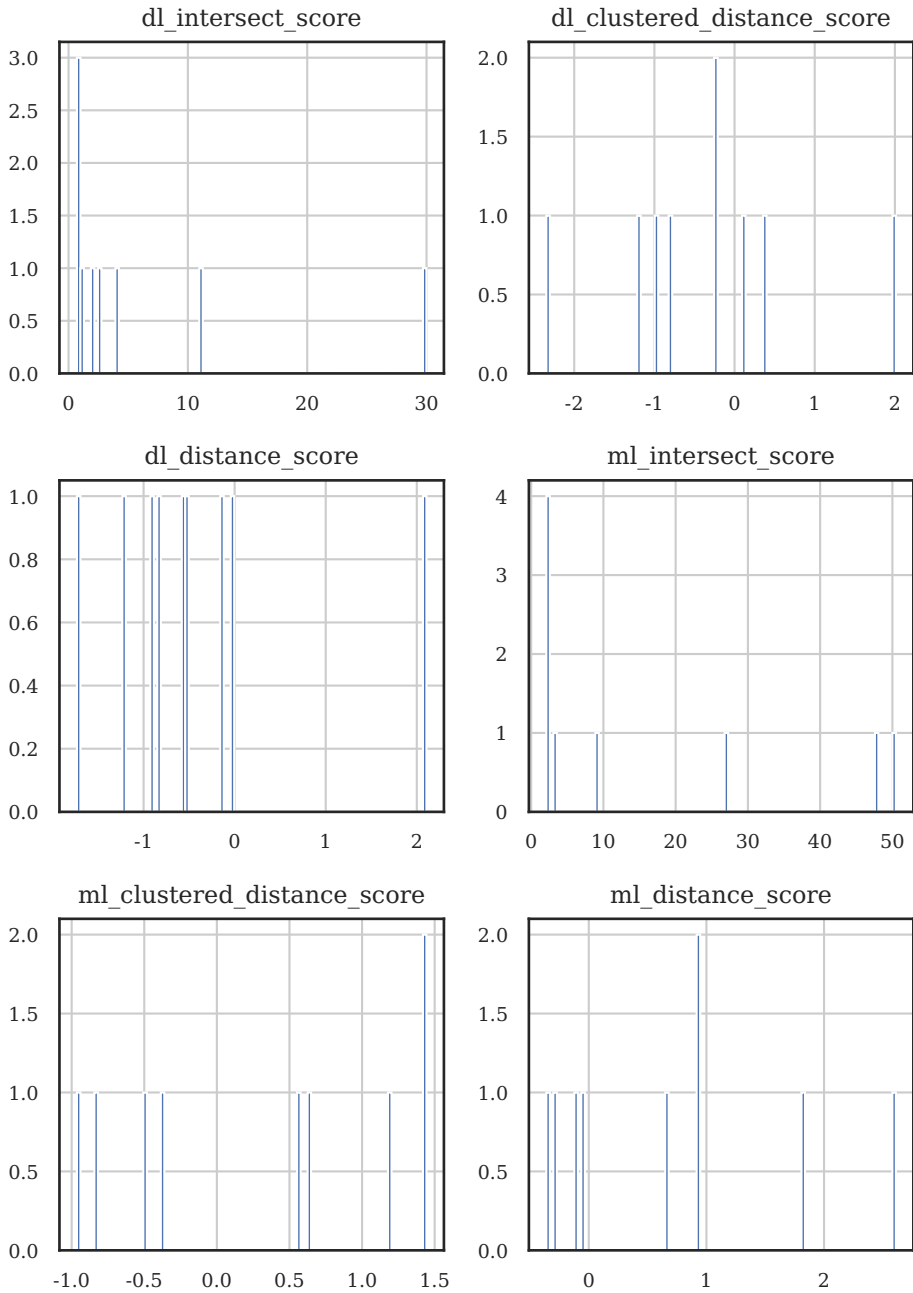 dl_intersect_score
dl_clustered_distance_score
3.0
2.5
2.0
1.5
1.0
0.5
0.0
0 10 20 30
2.0
1.5
1.0
0.5
0.0
-2 -1 0 1 2
dl_distance_score
ml_intersect_score
1.0
0.8
0.6
0.4
0.2
0.0
-1 0 1 2
4
3
2
1
0
0 10 20 30 40 50
ml_clustered_distance_score
ml_distance_score
2.0
1.5
1.0
0.5
0.0
-1.0 -0.5 0.0 0.5 1.0 1.5
2.0
1.5
1.0
0.5
0.0
0 1 2